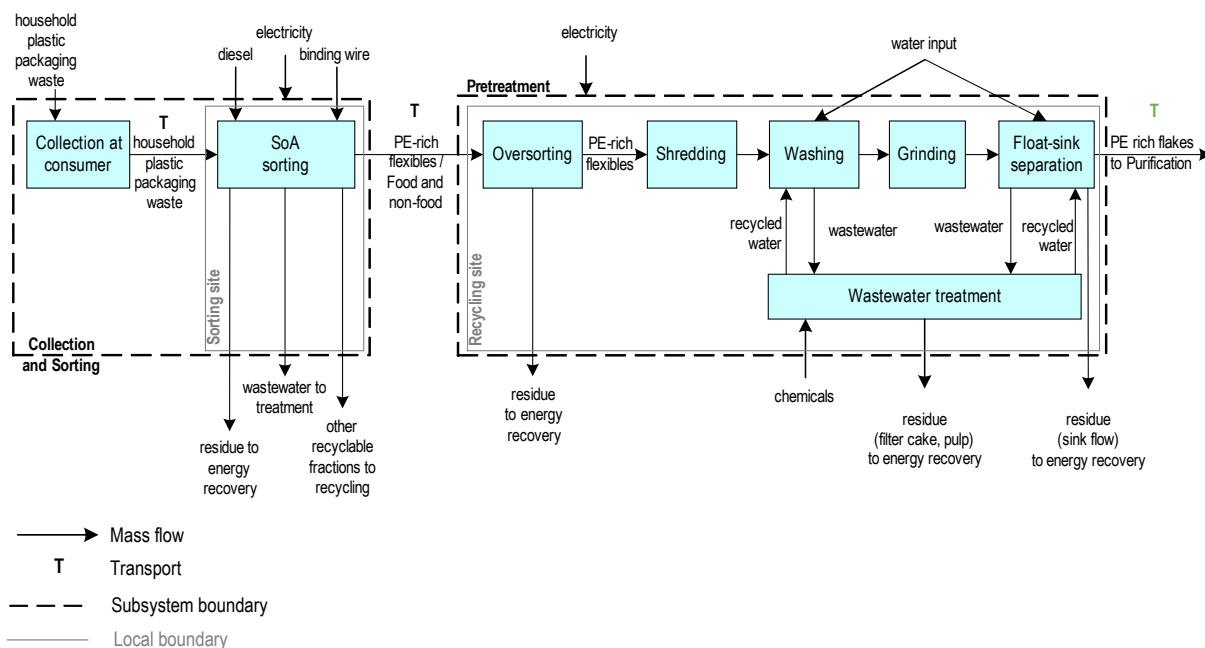 household
plastic
packaging
waste
diesel
electricity
binding wire
T
household
plastic
packaging
waste
Collection at
consumer
SoA
sorting
Sorting site
Collection
and Sorting
residue to
energy
recovery
wastewater to
treatment
other
recyclable
fractions to
recycling
T
PE-rich
flexibles /
Food and
non-food
Pretreatment
electricity
water input
Oversorting
PE-rich
flexibles
Shredding
Washing
Grinding
Float-sink
separation
T
PE rich flakes
to Purification
recycled
water
wastewater
wastewater
recycled
water
Wastewater treatment
Recycling site
residue
to energy
recovery
chemicals
residue
(filter cake, pulp)
to energy recovery
residue
(sink flow)
to energy recovery
Mass flow
T Transport
Subsystem boundary
Local boundary